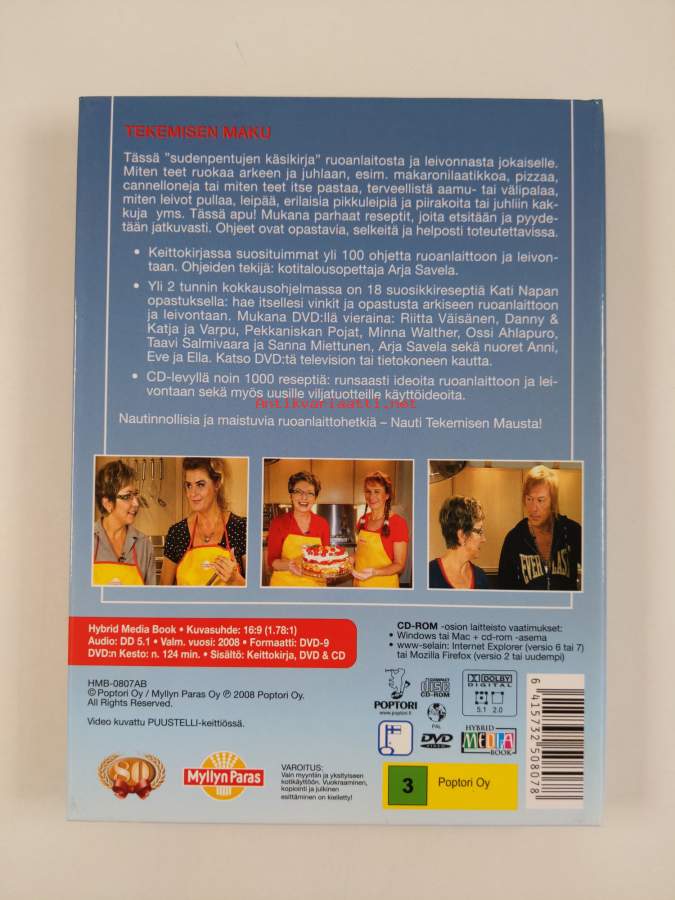 TEKEMISEN MAKU
Tässä "sudenpentujen käsikirja" ruoanlaitosta ja leivonnasta jokaiselle.
Miten teet ruokaa arkeen ja juhlaan, esim. makaronilaatikkoa, pizzaa,
cannelloneja tai miten teet itse pastaa, terveellistä aamu- tai välipalaa,
miten leivot pullaa, leipää, erilaisia pikkuleipiä ja piirakoita tai juhliin kak-
kuja yms. Tässä apu! Mukana parhaat reseptit, joita etsitään ja pyyde-
tään jatkuvasti. Ohjeet ovat opastavia, selkeitä ja helposti toteutettavissa.
• Keittokirjassa suosituimmat yli 100 ohjetta ruoanlaittoon ja leivon-
taan. Ohjeiden tekijä: kotitalousopettaja Arja Savela.
• Yli 2 tunnin kokkausohjelmassa on 18 suosikkireseptiä Kati Napan
opastuksella: hae itsellesi vinkit ja opastusta arkiseen ruoanlaittoon
ja leivontaan. Mukana DVD:llä vieraina: Riitta Väisänen, Danny &
Katja ja Varpu, Pekkaniskan Pojat, Minna Walther, Ossi Ahlapuro,
Taavi Salmivaara ja Sanna Miettunen, Arja Savela sekä nuoret Anni,
Eve ja Ella. Katso DVD:tä television tai tietokoneen kautta.
• CD-levyllä noin 1000 reseptiä: runsaasti ideoita ruoanlaittoon ja lei-
vontaan sekä myös uusille viljatuotteille käyttöideoita.
Antikvariaatti.net
Nautinnollisia ja maistuvia ruoanlaittohetkiä – Nauti Tekemisen Mausta!
EVERLAST
Hybrid Media Book • Kuvasuhde: 16:9 (1.78:1)
Audio: DD 5.1 • Valm. vuosi: 2008 • Formaatti: DVD-9
DVD:n Kesto: n. 124 min. • Sisältö: Keittokirja, DVD & CD
CD-ROM -osion laitteisto vaatimukset:
• Windows tai Mac + cd-rom -asema
• www-selain: Internet Explorer (versio 6 tai 7)
tai Mozilla Firefox (versio 2 tai uudempi)
HMB-0807AB
© Poptori Oy / Myllyn Paras Oy ℗ 2008 Poptori Oy.
All Rights Reserved.
Video kuvattu PUUSTELLI-keittiössä.
POPTORI
www.poptori.fi
COMPACT
disc
CD-ROM
PAL
DOLBY
DIGITAL
5.1 2.0
DVD
VIDEO
HYBRID
MEDIA
BOOK
80
Myllyn Paras
VAROITUS:
Vain myyntiin ja yksityiseen
kotikäyttöön. Vuokraaminen,
kopiointi ja julkinen
esittäminen on kielletty!
3
Poptori Oy
6 415732 508078